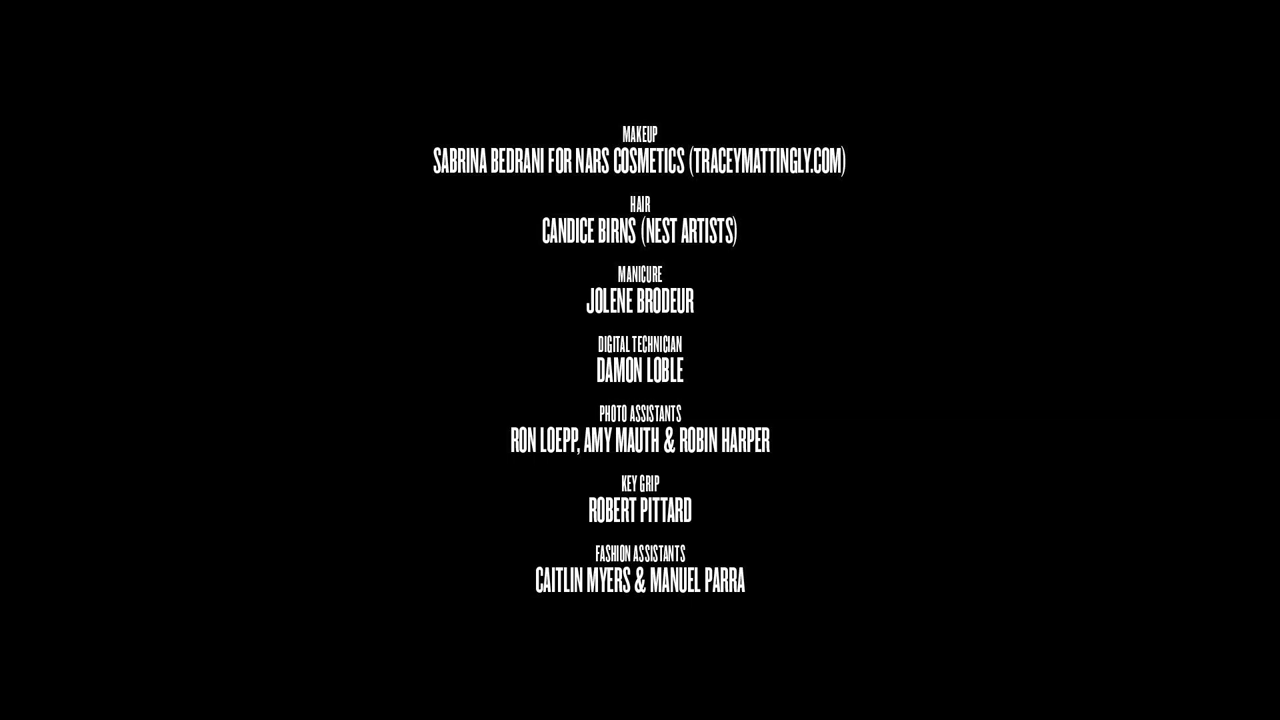 MAKEUP
SABRINA BEDRANI FOR NARS COSMETICS (TRACEYMATTINGLY.COM)
HAIR
CANDICE BIRNS (NEST ARTISTS)
MANICURE
JOLENE BRODEUR
DIGITAL TECHNICIAN
DAMON LOBLE
PHOTO ASSISTANTS
RON LOEPP, AMY MAUTH & ROBIN HARPER
KEY GRIP
ROBERT PITTARD
FASHION ASSISTANTS
CAITLIN MYERS & MANUEL PARRA